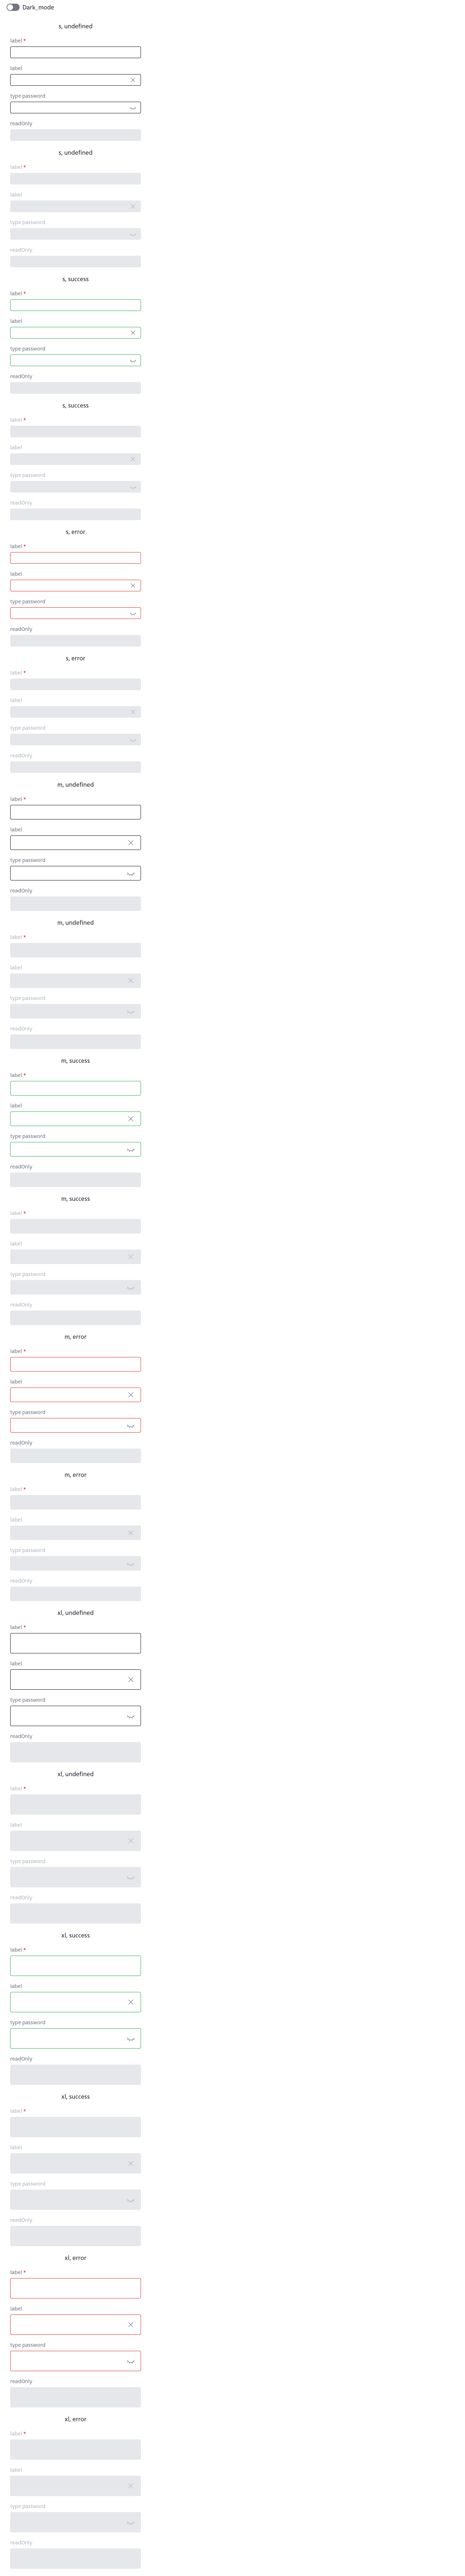 Dark_mode
s, undefined
label *
label
type password
readOnly
s, undefined
label *
label
type password
readOnly
s, success
label *
label
type password
readOnly
s, success
label *
label
type password
readOnly
s, error
label *
label
type password
readOnly
s, error
label *
label
type password
readOnly
m, undefined
label *
label
type password
readOnly
m, undefined
label *
label
type password
readOnly
m, success
label *
label
type password
readOnly
m, success
label *
label
type password
readOnly
m, error
label *
label
type password
readOnly
m, error
label *
label
type password
readOnly
xl, undefined
label *
label
type password
readOnly
xl, undefined
label *
label
type password
readOnly
xl, success
label *
label
type password
readOnly
xl, success
label *
label
type password
readOnly
xl, error
label *
label
type password
readOnly
xl, error
label *
label
type password
readOnly